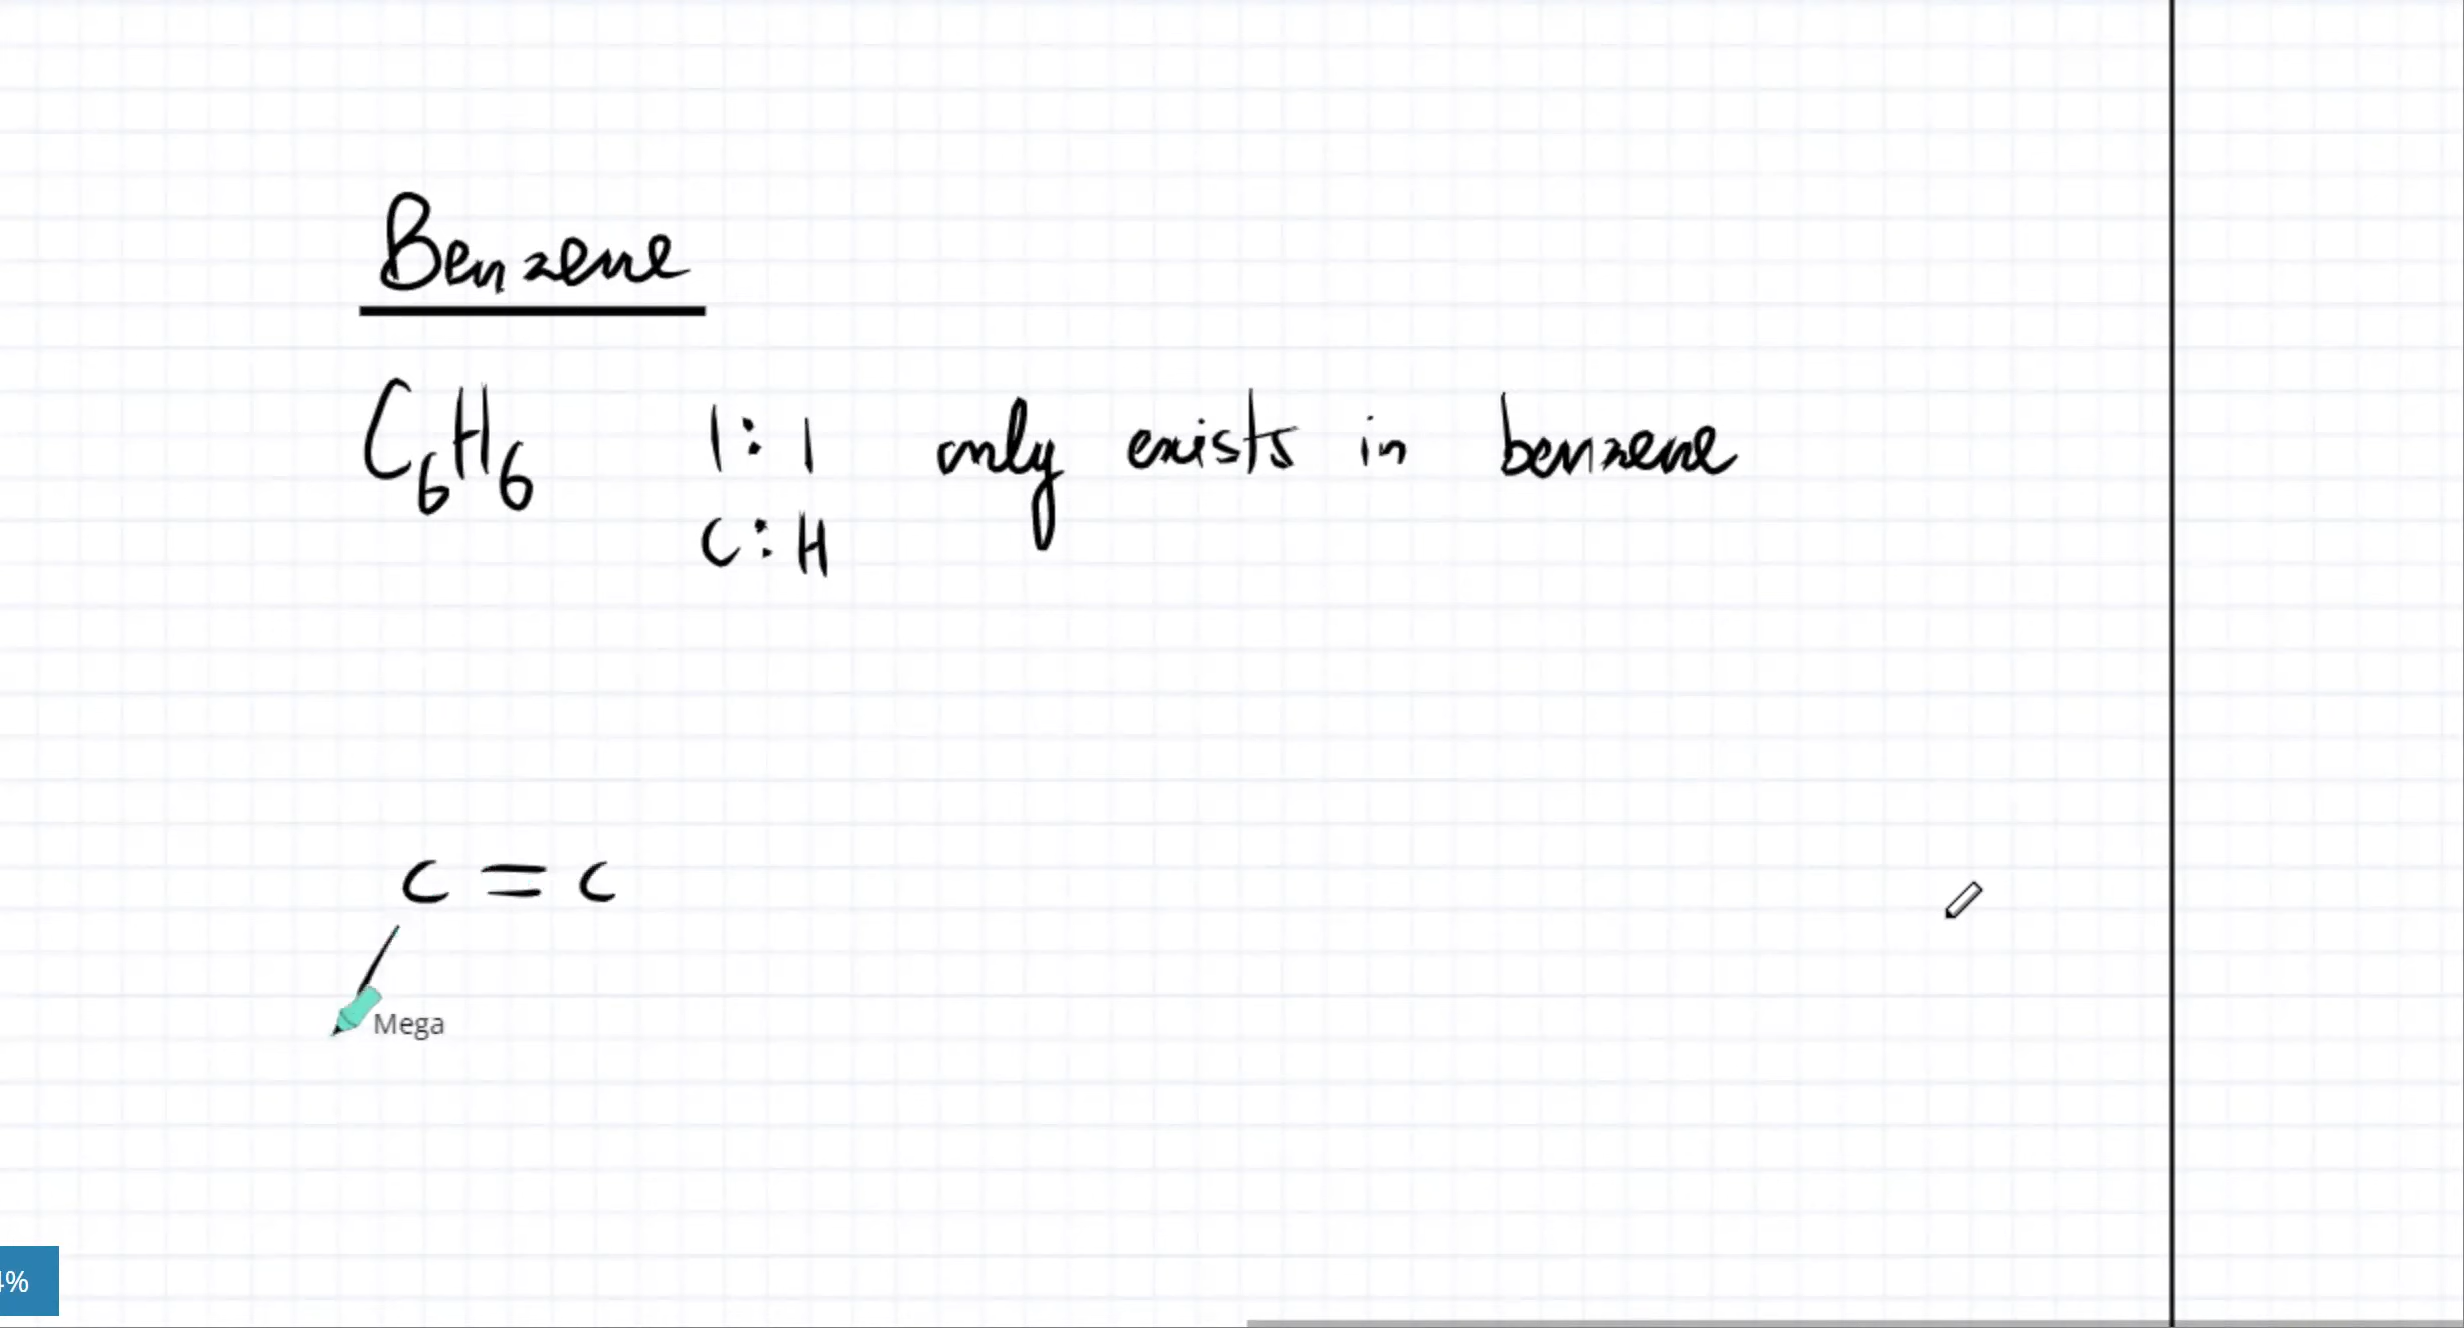 Benzene
C₆H₆ 1:1 only exists in benzene
C:H
C=C
Mega
4%